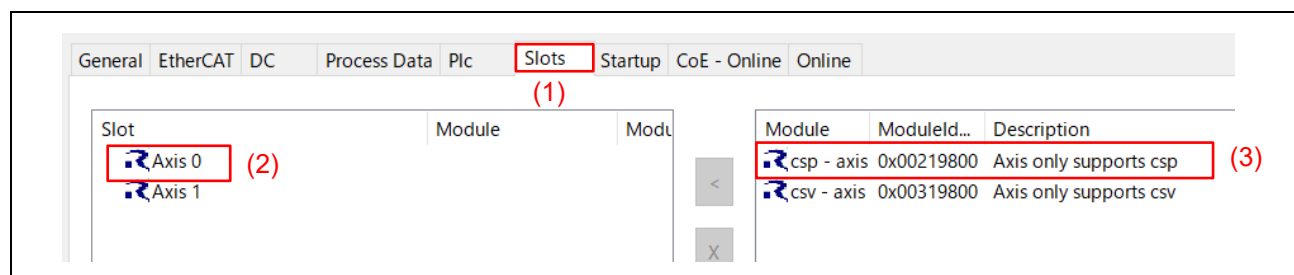 General EtherCAT DC Process Data Plc Slots Startup CoE - Online Online
(1)
Slot Module Modu
Axis 0
(2)
Axis 1
<
X
Module ModuleId... Description
csp - axis 0x00219800 Axis only supports csp
(3)
csv - axis 0x00319800 Axis only supports csv